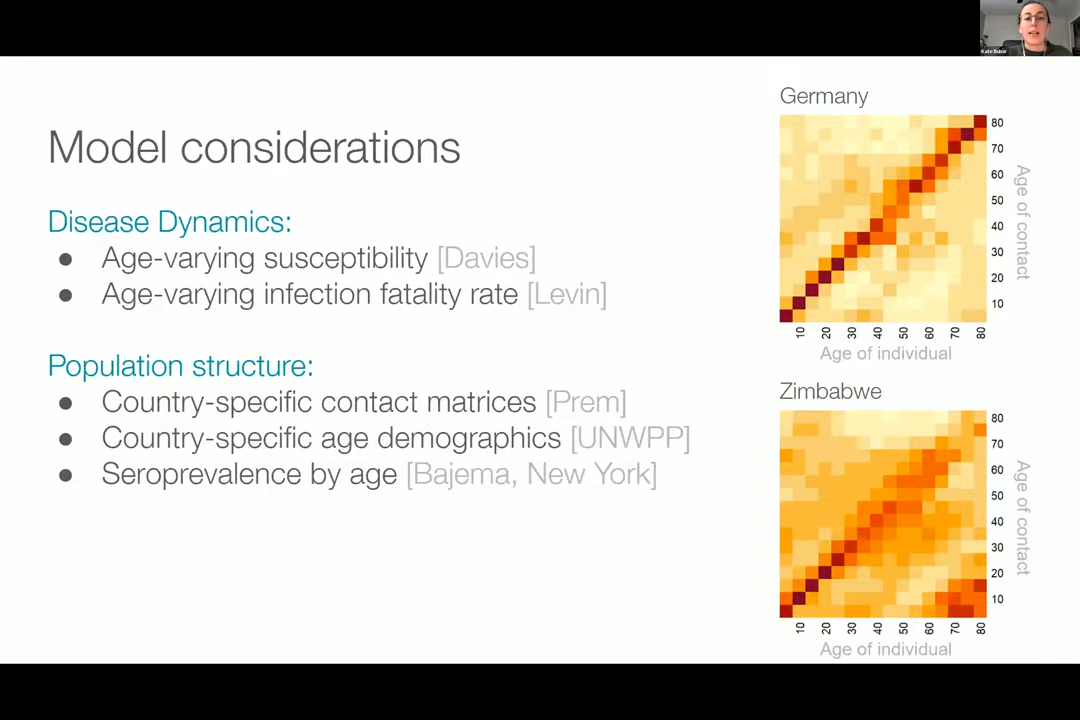 Kate Bubar
Model considerations
Disease Dynamics:
● Age-varying susceptibility [Davies]
● Age-varying infection fatality rate [Levin]
Population structure:
● Country-specific contact matrices [Prem]
● Country-specific age demographics [UNWPP]
● Seroprevalence by age [Bajema, New York]
Germany
80
70
60
50
40
30
20
10
Age of contact
10 20 30 40 50 60 70 80
Age of individual
Zimbabwe
80
70
60
50
40
30
20
10
Age of contact
10 20 30 40 50 60 70 80
Age of individual